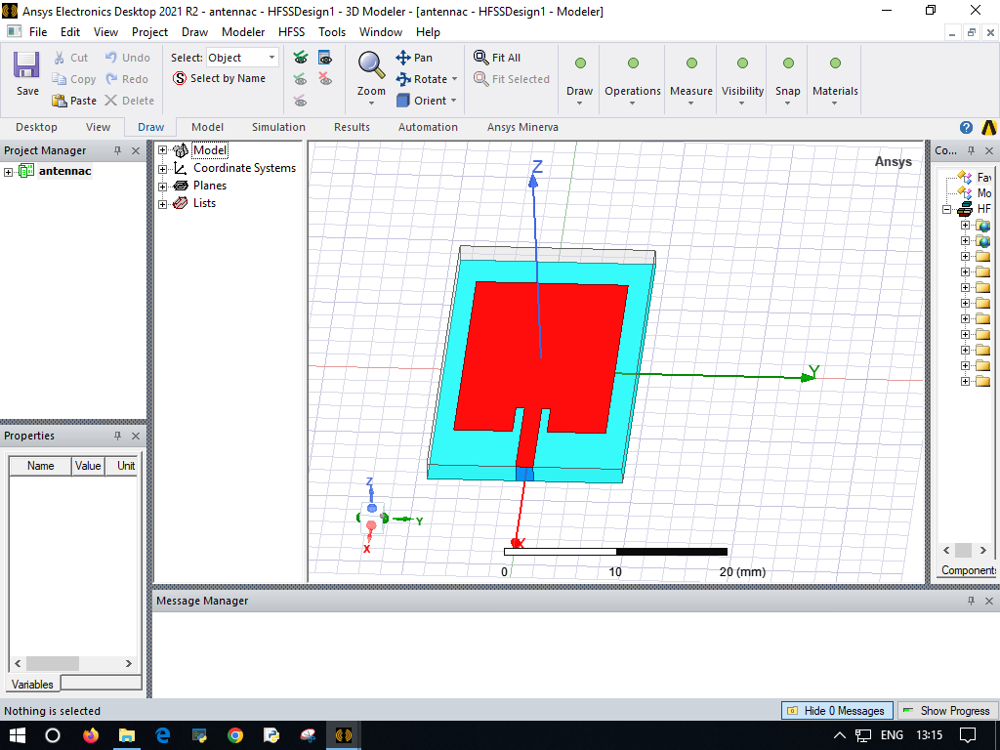 Ansys Electronics Desktop 2021 R2 - antennac - HFSSDesign1 - 3D Modeler - [antennac - HFSSDesign1 - Modeler]
File Edit View Project Draw Modeler HFSS Tools Window Help
Save
Cut
Copy
Paste
Undo
Redo
Delete
Select: Object
Select by Name
Zoom
Pan
Rotate
Orient
Fit All
Fit Selected
Draw
Operations
Measure
Visibility
Snap
Materials
Desktop View Draw Model Simulation Results Automation Ansys Minerva
Project Manager
antennac
Model
Coordinate Systems
Planes
Lists
Ansys
Z
Y
X
Z
Y
X
0 10 20 (mm)
Co...
Fav
Mo
HF
Components
Properties
Name Value Unit
Variables
Message Manager
Nothing is selected
Hide 0 Messages
Show Progress
ENG 13:15